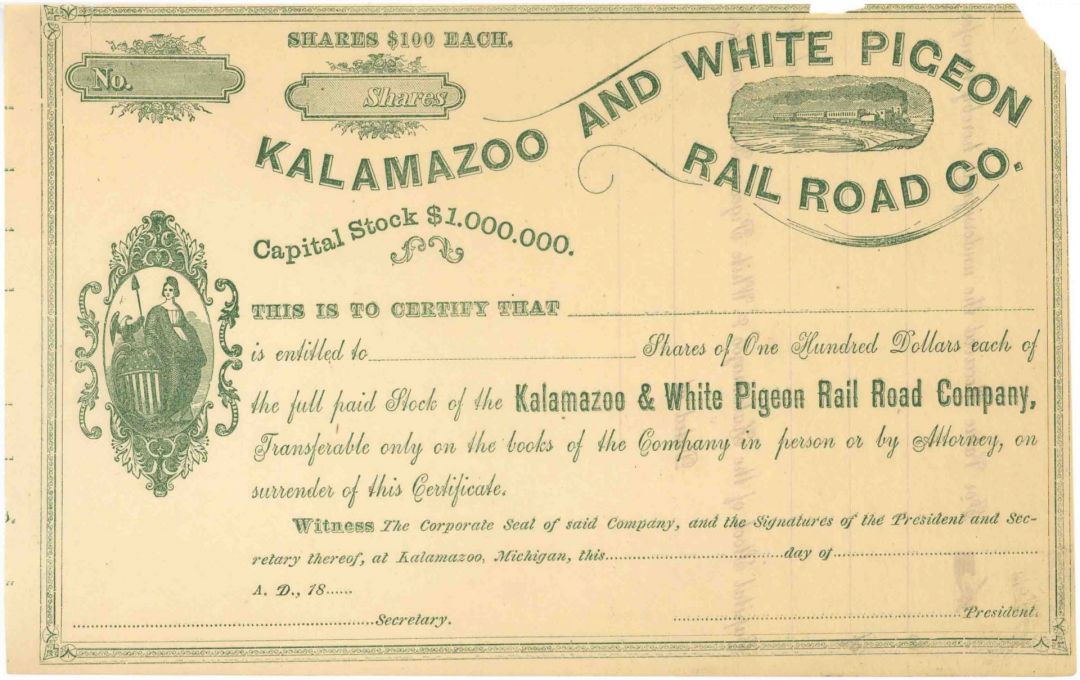 SHARES $100 EACH.
No.
Shares
KALAMAZOO AND WHITE PIGEON
RAIL ROAD CO.
Capital Stock $1.000.000.
THIS IS TO CERTIFY THAT
is entitled to Shares of One Hundred Dollars each of
the full paid Stock of the Kalamazoo & White Pigeon Rail Road Company,
Transferable only on the books of the Company in person or by Attorney, on
surrender of this Certificate.
Witness The Corporate Seal of said Company, and the Signatures of the President and Sec-
retary thereof, at Kalamazoo, Michigan, this day of
A. D., 18
Secretary. President.